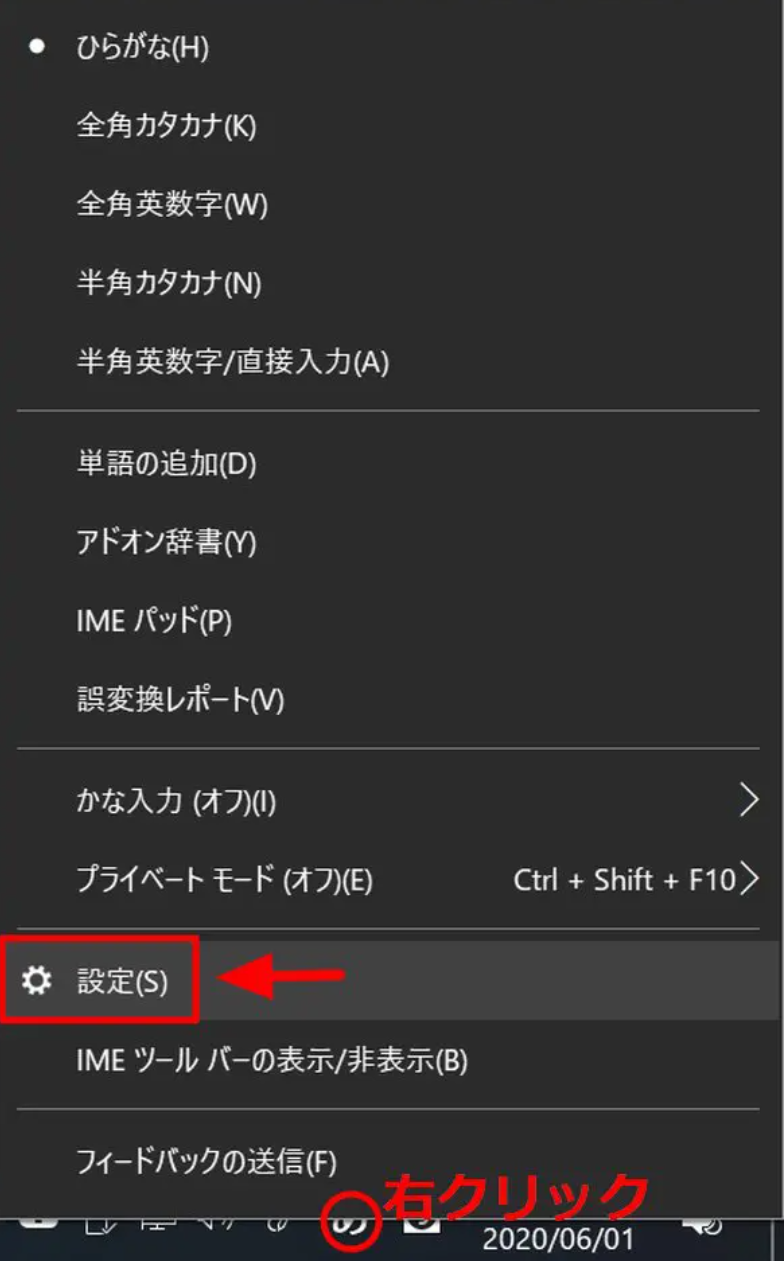 ひらがな(H)
全角カタカナ(K)
全角英数字(W)
半角カタカナ(N)
半角英数字/直接入力(A)
単語の追加(D)
アドオン辞書(Y)
IME パッド(P)
誤変換レポート(V)
かな入力 (オフ)(I)
プライベート モード (オフ)(E) Ctrl + Shift + F10
設定(S)
IME ツール バーの表示/非表示(B)
フィードバックの送信(F)
右クリック
あ
2020/06/01